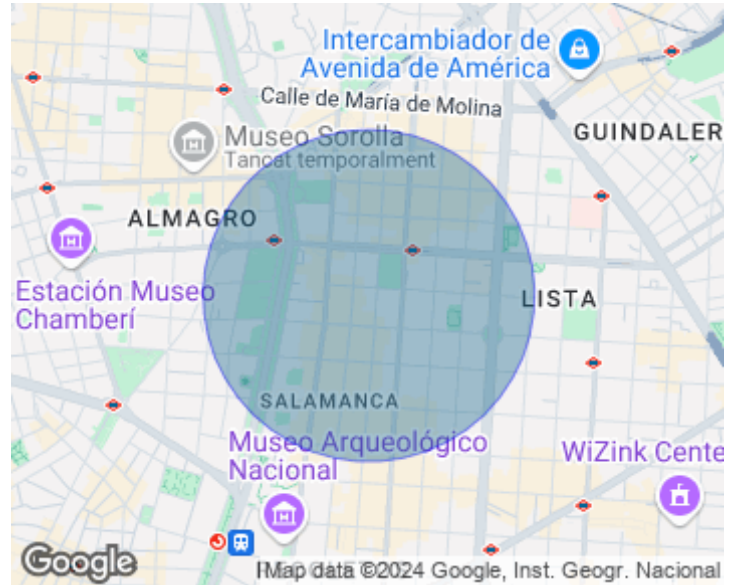 Intercambiador de
Avenida de América
Calle de María de Molina
GUINDALER
Museo Sorolla
Tancat temporalment
ALMAGRO
Estación Museo
Chamberí
LISTA
SALAMANCA
Museo Arqueológico
Nacional
WiZink Cente
Google
Map data ©2024 Google, Inst. Geogr. Nacional